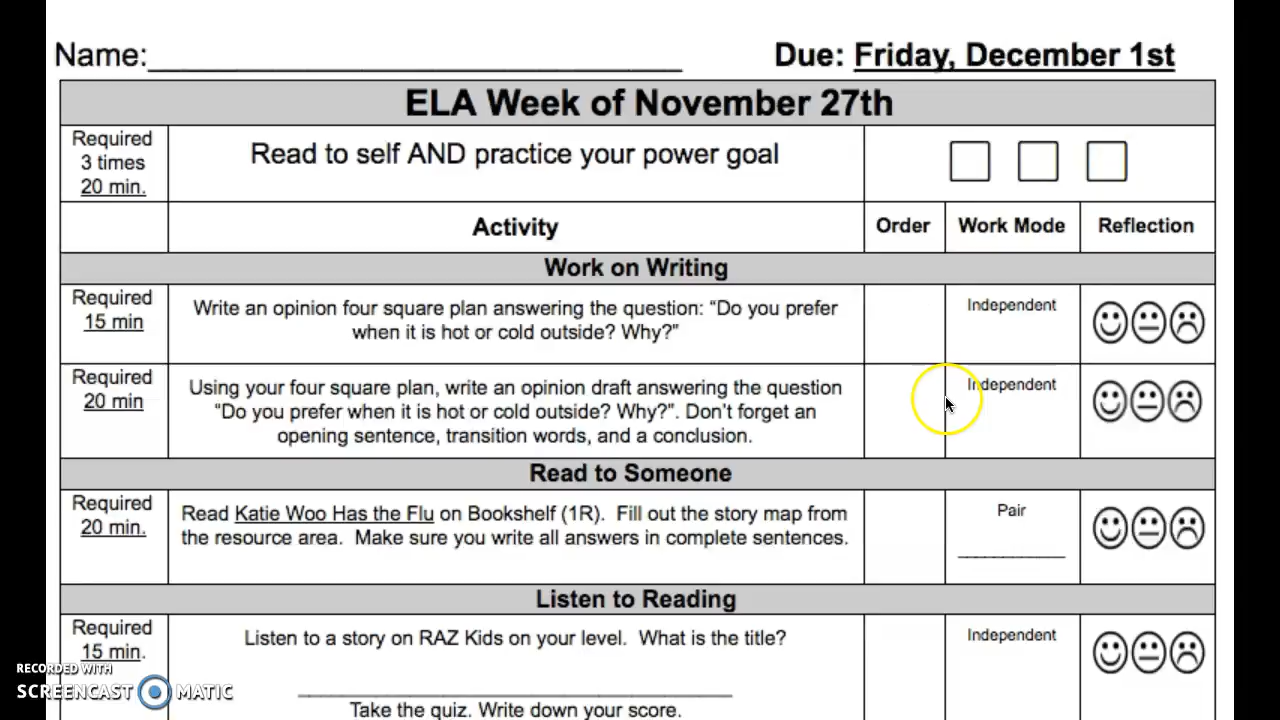 Name:______________________________ Due: Friday, December 1st
ELA Week of November 27th
Required
3 times
20 min.
Read to self AND practice your power goal
Activity
Order
Work Mode
Reflection
Work on Writing
Required
15 min
Write an opinion four square plan answering the question: “Do you prefer
when it is hot or cold outside? Why?”
Independent
Required
20 min
Using your four square plan, write an opinion draft answering the question
“Do you prefer when it is hot or cold outside? Why?”. Don’t forget an
opening sentence, transition words, and a conclusion.
Independent
Read to Someone
Required
20 min.
Read Katie Woo Has the Flu on Bookshelf (1R). Fill out the story map from
the resource area. Make sure you write all answers in complete sentences.
Pair
__________
Listen to Reading
Required
15 min.
Listen to a story on RAZ Kids on your level. What is the title?
________________________________________
Take the quiz. Write down your score.
Independent
RECORDED WITH
SCREENCAST MATIC